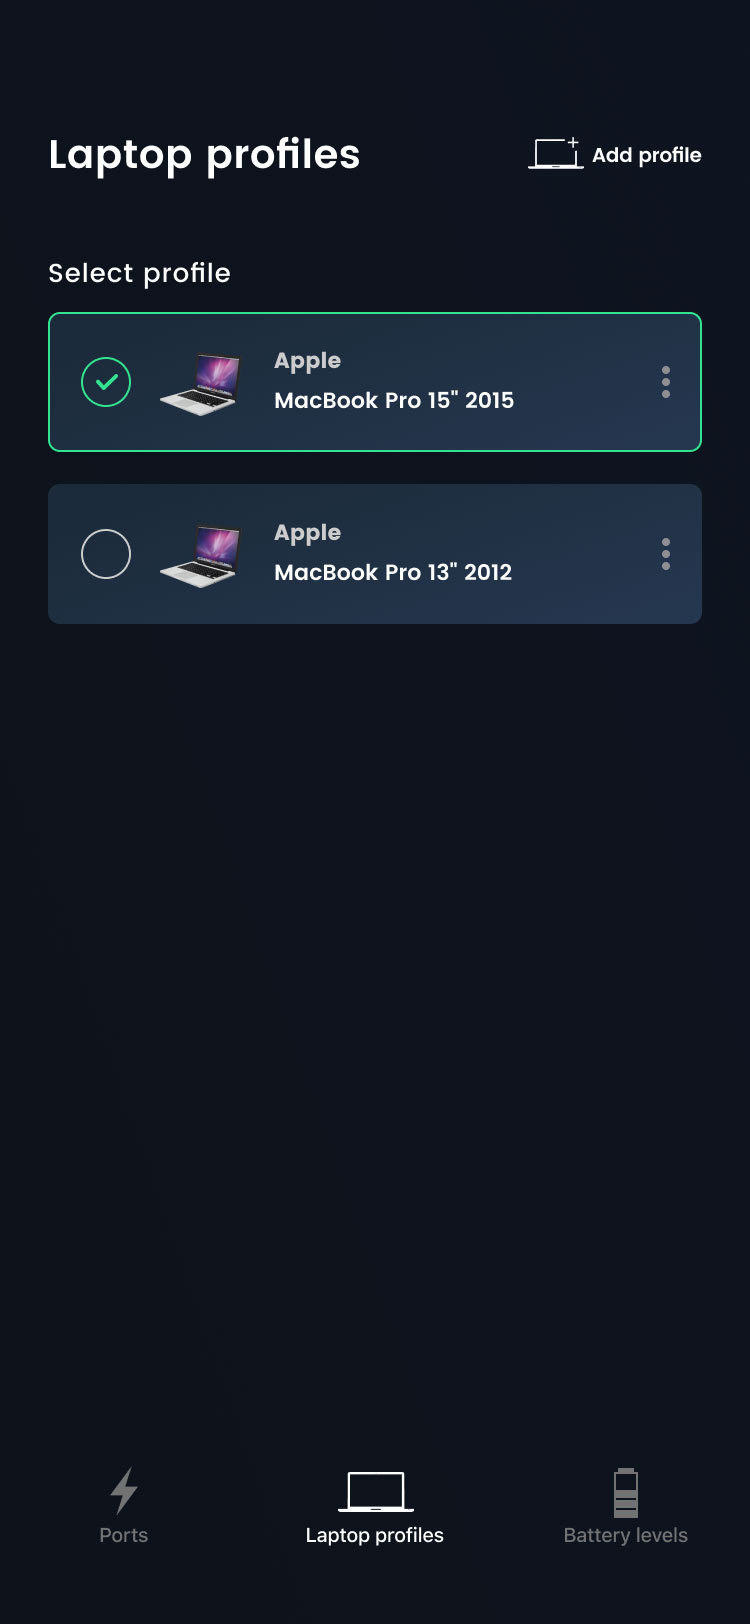 Laptop profiles
Add profile
Select profile
Apple
MacBook Pro 15" 2015
Apple
MacBook Pro 13" 2012
Ports
Laptop profiles
Battery levels